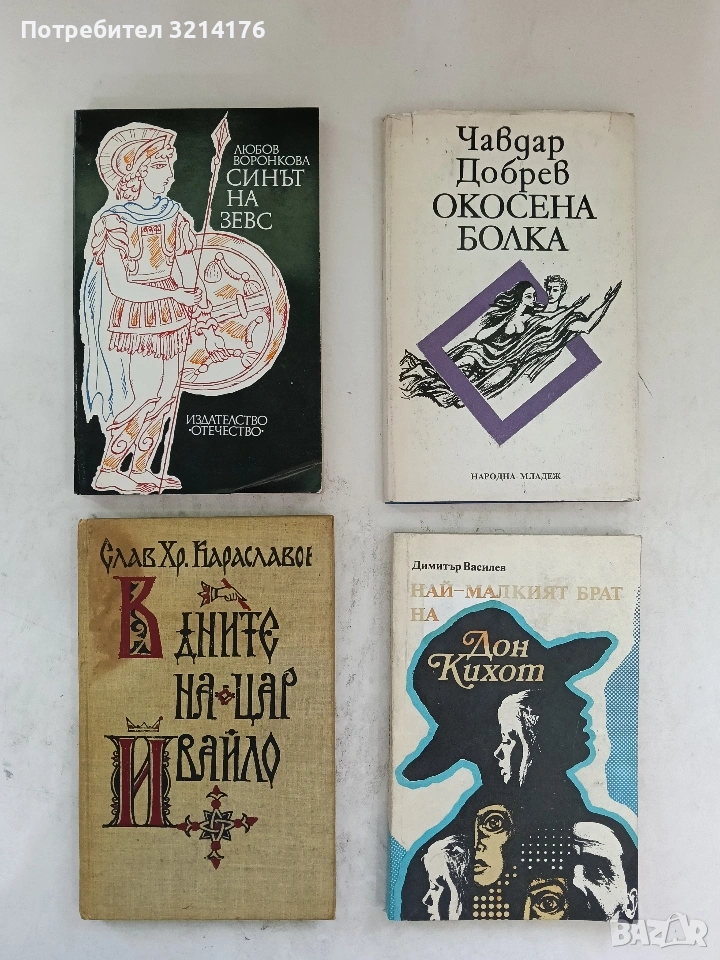 Потребител 3214176
ЛЮБОВ
ВОРОНКОВА
СИНЪТ
НА
ЗЕВС
ИЗДАТЕЛСТВО
·ОТЕЧЕСТВО·
Чавдар
Добрев
ОКОСЕНА
БОЛКА
НАРОДНА МЛАДЕЖ
Слав Хр. Караславов
В
ДНИТЕ
НА ЦАР
ИВАЙЛО
Димитър Василев
НАЙ-МАЛКИЯТ БРАТ
НА
Дон
Кихот
BAZAR